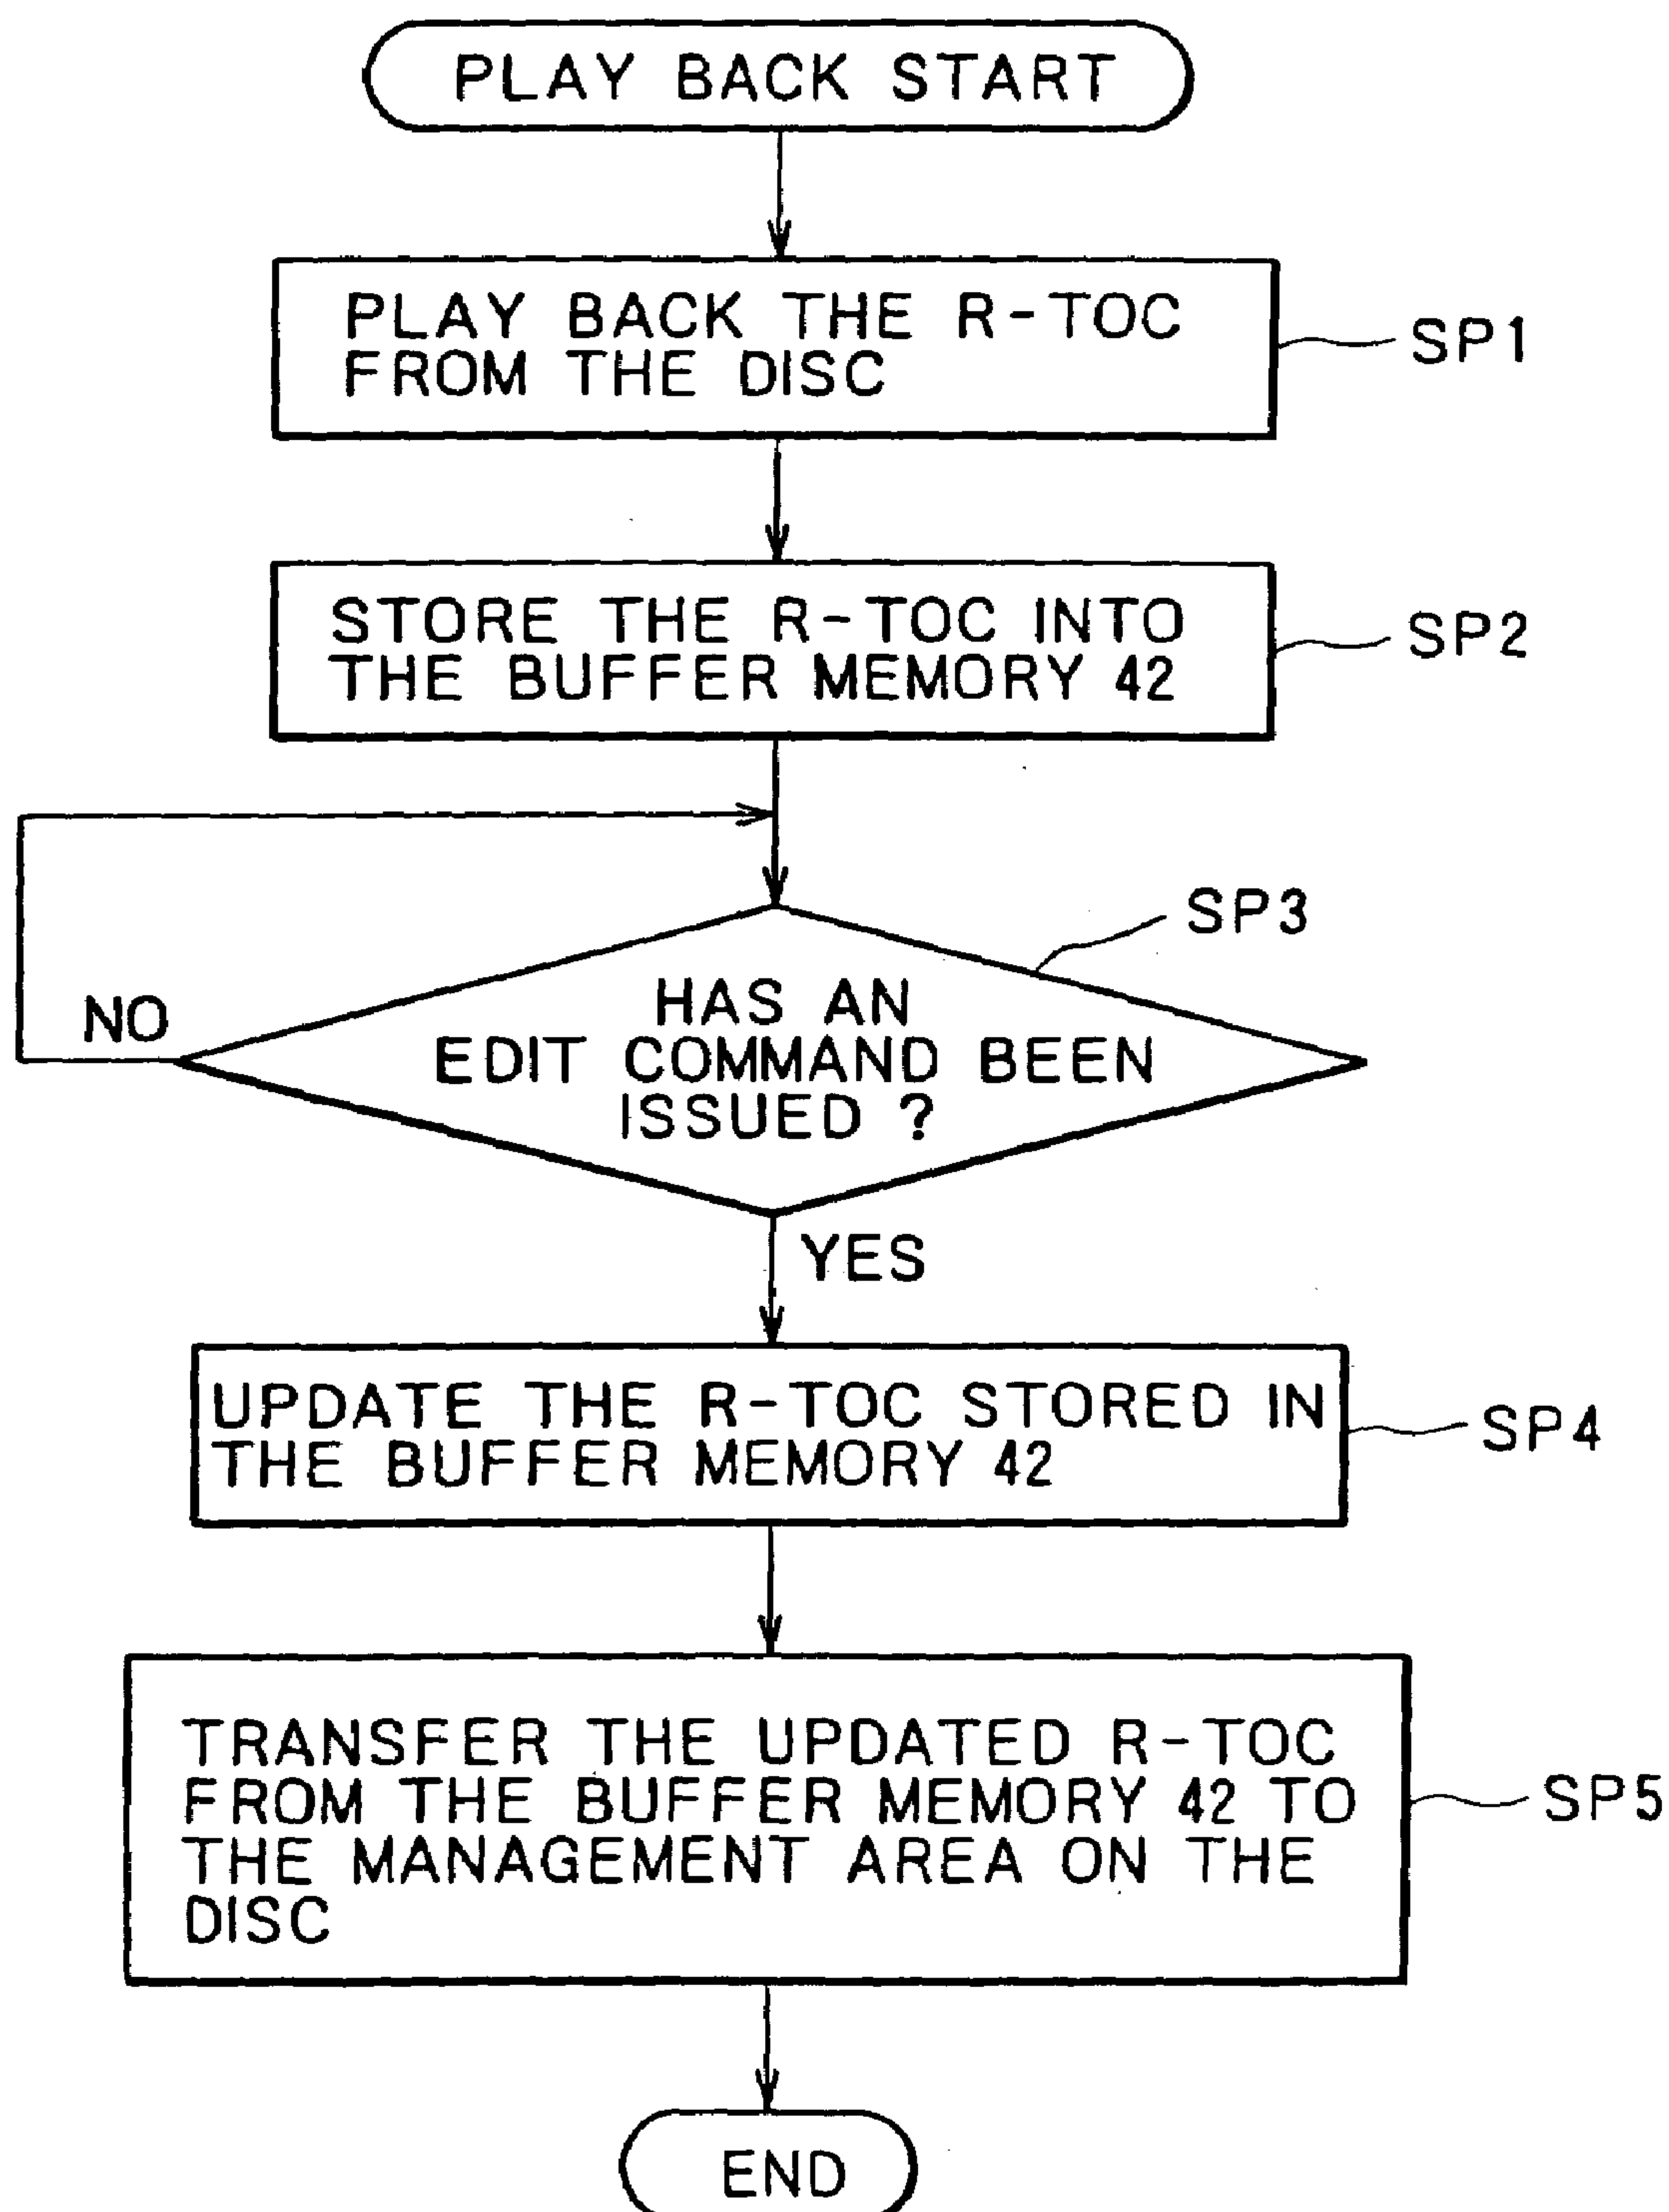 PLAY BACK START
PLAY BACK THE R-TOC
FROM THE DISC
SP1
STORE THE R-TOC INTO
THE BUFFER MEMORY 42
SP2
SP3
HAS AN
EDIT COMMAND BEEN
ISSUED ?
NO
YES
UPDATE THE R-TOC STORED IN
THE BUFFER MEMORY 42
SP4
TRANSFER THE UPDATED R-TOC
FROM THE BUFFER MEMORY 42 TO
THE MANAGEMENT AREA ON THE
DISC
SP5
END